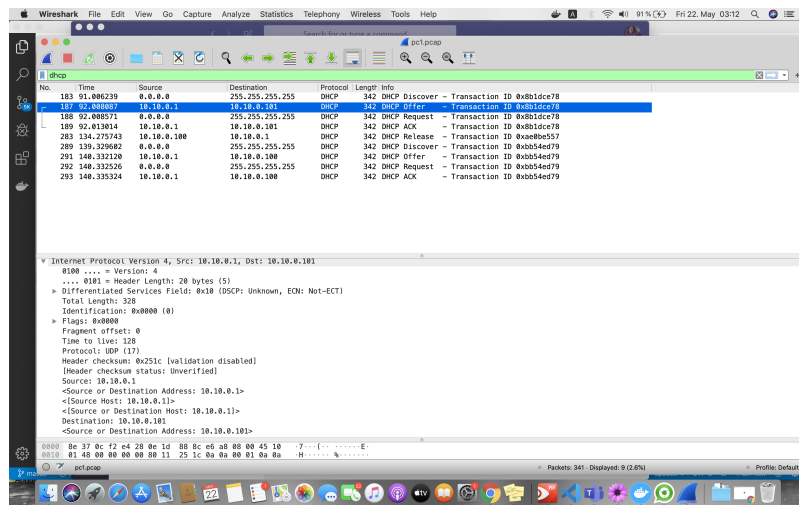 Wireshark File Edit View Go Capture Analyze Statistics Telephony Wireless Tools Help 91% Fri 22. May 03:12
Search for or type a command
pc1.pcap
dhcp
No. Time Source Destination Protocol Length Info
183 91.006239 0.0.0.0 255.255.255.255 DHCP 342 DHCP Discover – Transaction ID 0x8b1dce78
187 92.008087 10.10.0.1 10.10.0.101 DHCP 342 DHCP Offer – Transaction ID 0x8b1dce78
188 92.008571 0.0.0.0 255.255.255.255 DHCP 342 DHCP Request – Transaction ID 0x8b1dce78
189 92.013014 10.10.0.1 10.10.0.101 DHCP 342 DHCP ACK – Transaction ID 0x8b1dce78
283 134.275743 10.10.0.100 10.10.0.1 DHCP 342 DHCP Release – Transaction ID 0xae0be557
289 139.329602 0.0.0.0 255.255.255.255 DHCP 342 DHCP Discover – Transaction ID 0xbb54ed79
291 140.332120 10.10.0.1 10.10.0.100 DHCP 342 DHCP Offer – Transaction ID 0xbb54ed79
292 140.332526 0.0.0.0 255.255.255.255 DHCP 342 DHCP Request – Transaction ID 0xbb54ed79
293 140.335324 10.10.0.1 10.10.0.100 DHCP 342 DHCP ACK – Transaction ID 0xbb54ed79
Internet Protocol Version 4, Src: 10.10.0.1, Dst: 10.10.0.101
0100 .... = Version: 4
.... 0101 = Header Length: 20 bytes (5)
Differentiated Services Field: 0x10 (DSCP: Unknown, ECN: Not-ECT)
Total Length: 328
Identification: 0x0000 (0)
Flags: 0x0000
Fragment offset: 0
Time to live: 128
Protocol: UDP (17)
Header checksum: 0x251c [validation disabled]
[Header checksum status: Unverified]
Source: 10.10.0.1
<Source or Destination Address: 10.10.0.1>
<[Source Host: 10.10.0.1]>
<[Source or Destination Host: 10.10.0.1]>
Destination: 10.10.0.101
<Source or Destination Address: 10.10.0.101>
0000 8e 37 0c f2 e4 28 0e 1d 88 8c e6 a8 08 00 45 10 ·7···(·· ······E·
0010 01 48 00 00 00 00 80 11 25 1c 0a 0a 00 01 0a 0a ·H······ %·······
pc1.pcap Packets: 341 · Displayed: 9 (2.6%) Profile: Default
22
tv